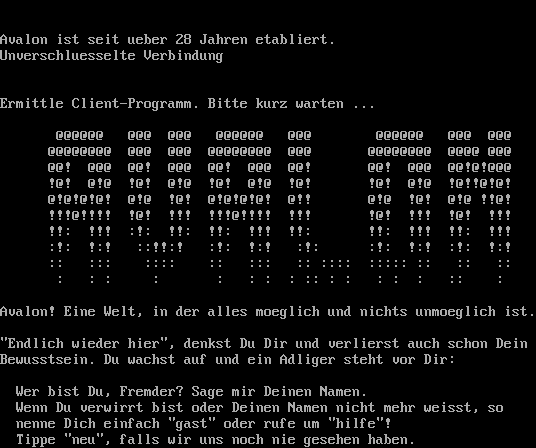 Avalon ist seit ueber 28 Jahren etabliert.
Unverschluesselte Verbindung
Ermittle Client-Programm. Bitte kurz warten ...
AVALON
Avalon! Eine Welt, in der alles moeglich und nichts unmoeglich ist.
"Endlich wieder hier", denkst Du Dir und verlierst auch schon Dein
Bewusstsein. Du wachst auf und ein Adliger steht vor Dir:
Wer bist Du, Fremder? Sage mir Deinen Namen.
Wenn Du verwirrt bist oder Deinen Namen nicht mehr weisst, so
nenne Dich einfach "gast" oder rufe um "hilfe"!
Tippe "neu", falls wir uns noch nie gesehen haben.